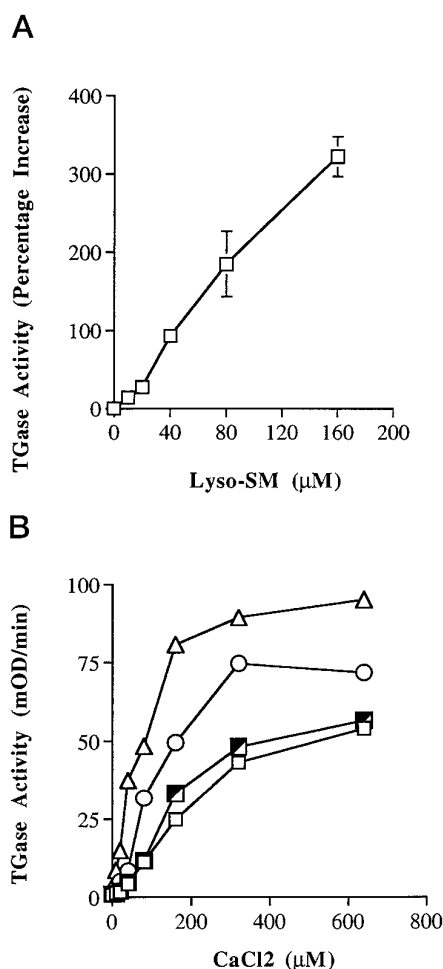 A
TGase Activity (Percentage Increase)
400
300
200
100
0
0 40 80 120 160 200
Lyso-SM (μM)
B
TGase Activity (mOD/min)
100
75
50
25
0
0 200 400 600 800
CaCl2 (μM)